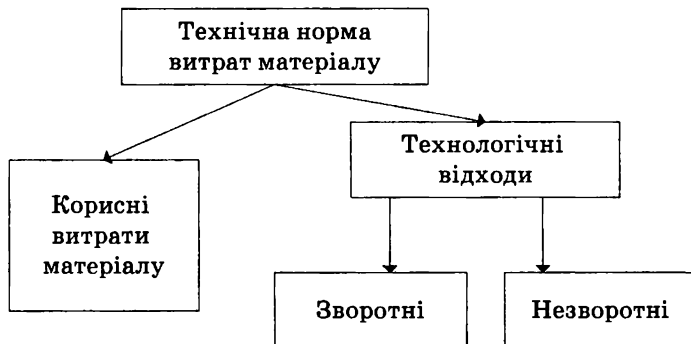 Технічна норма
витрат матеріалу
Технологічні
відходи
Корисні
витрати
матеріалу
Зворотні
Незворотні